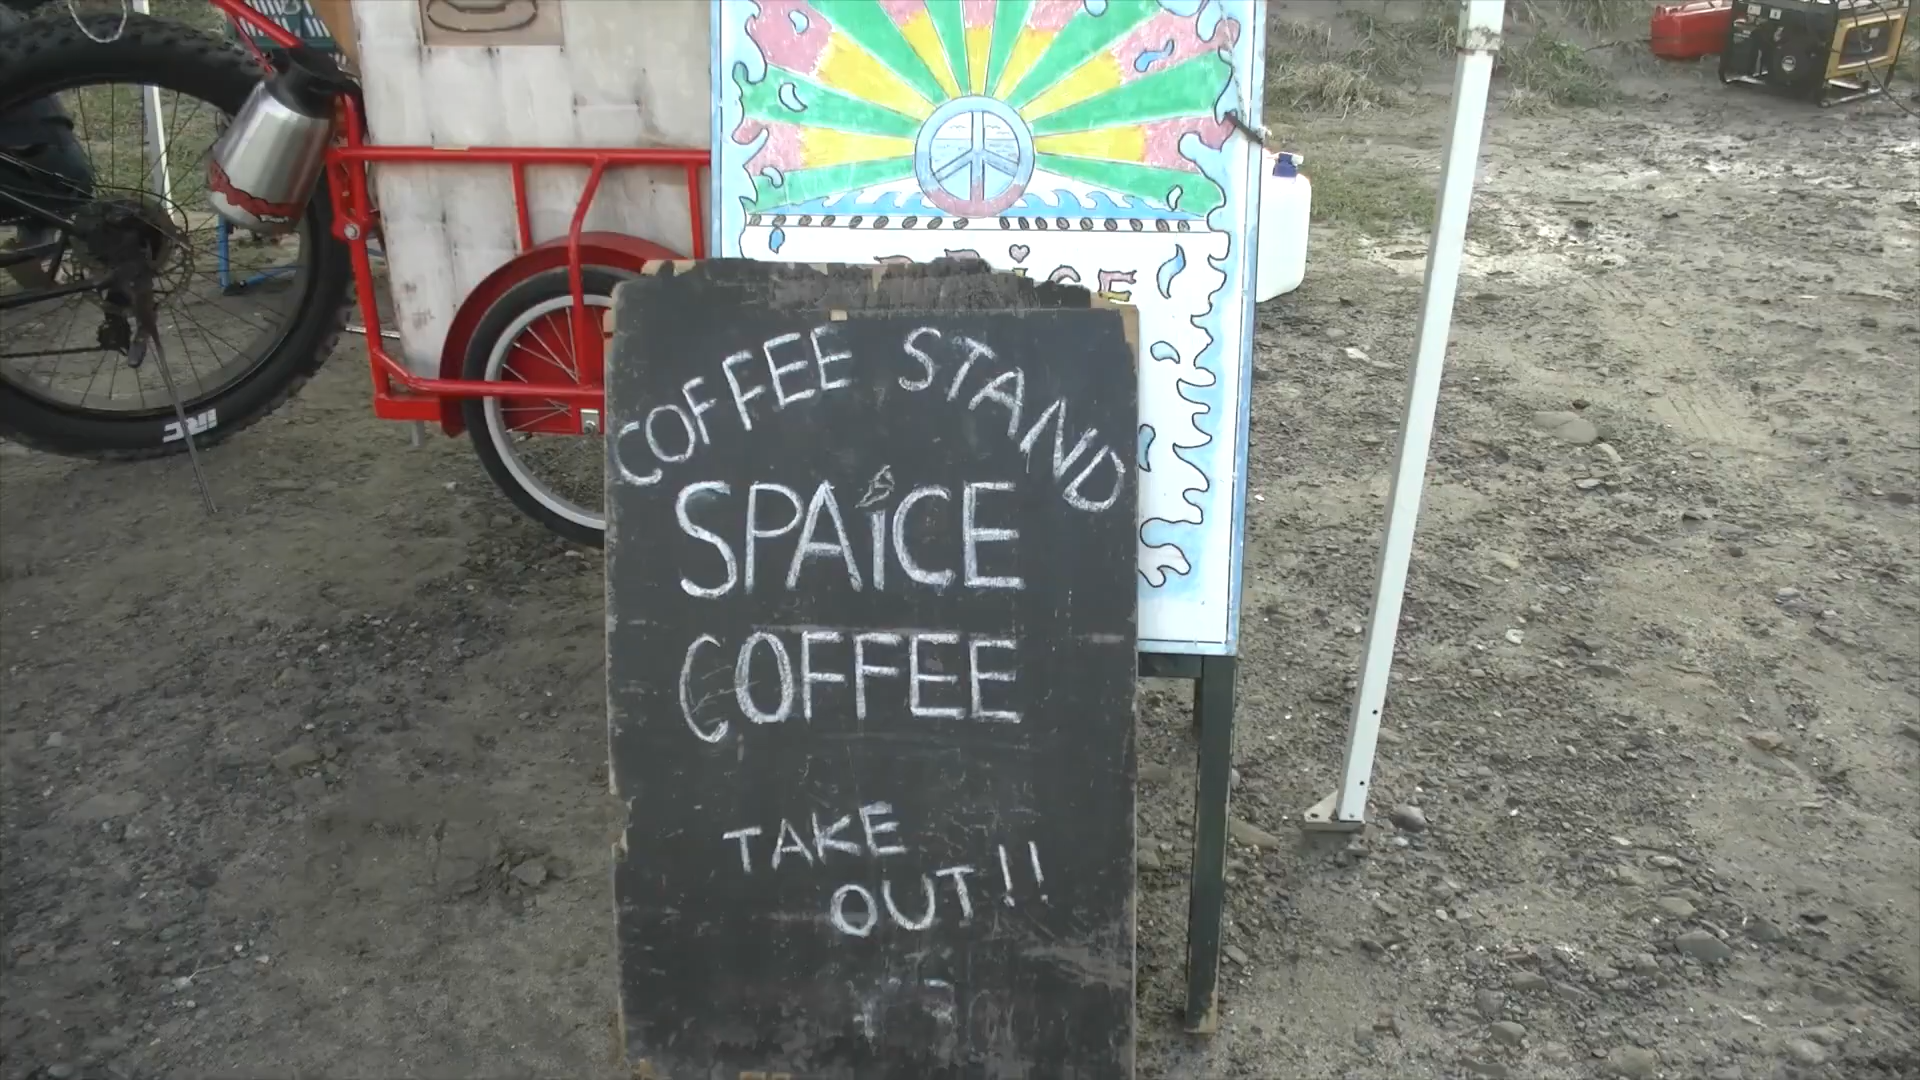 COFFEE STAND
SPAiCE
COFFEE
TAKE
OUT!!